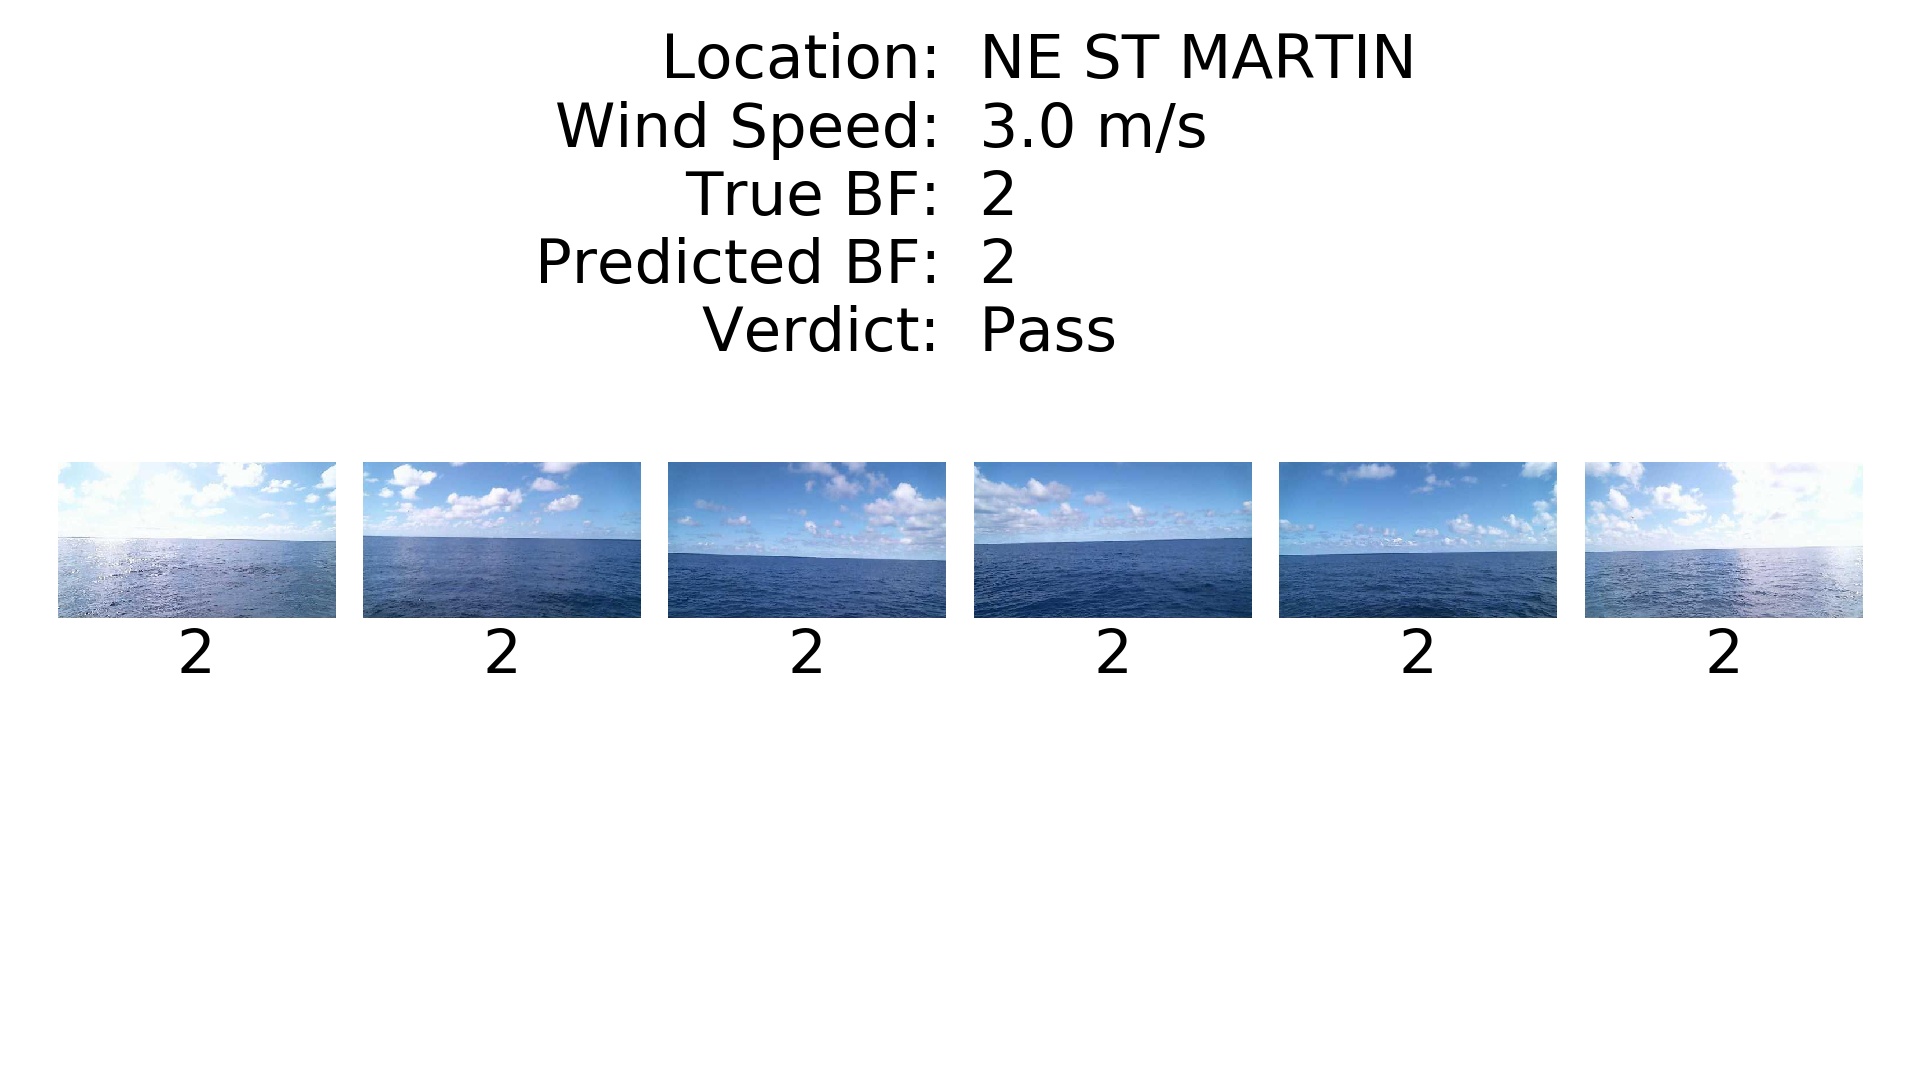 Location: NE ST MARTIN
Wind Speed: 3.0 m/s
True BF: 2
Predicted BF: 2
Verdict: Pass
2 2 2 2 2 2